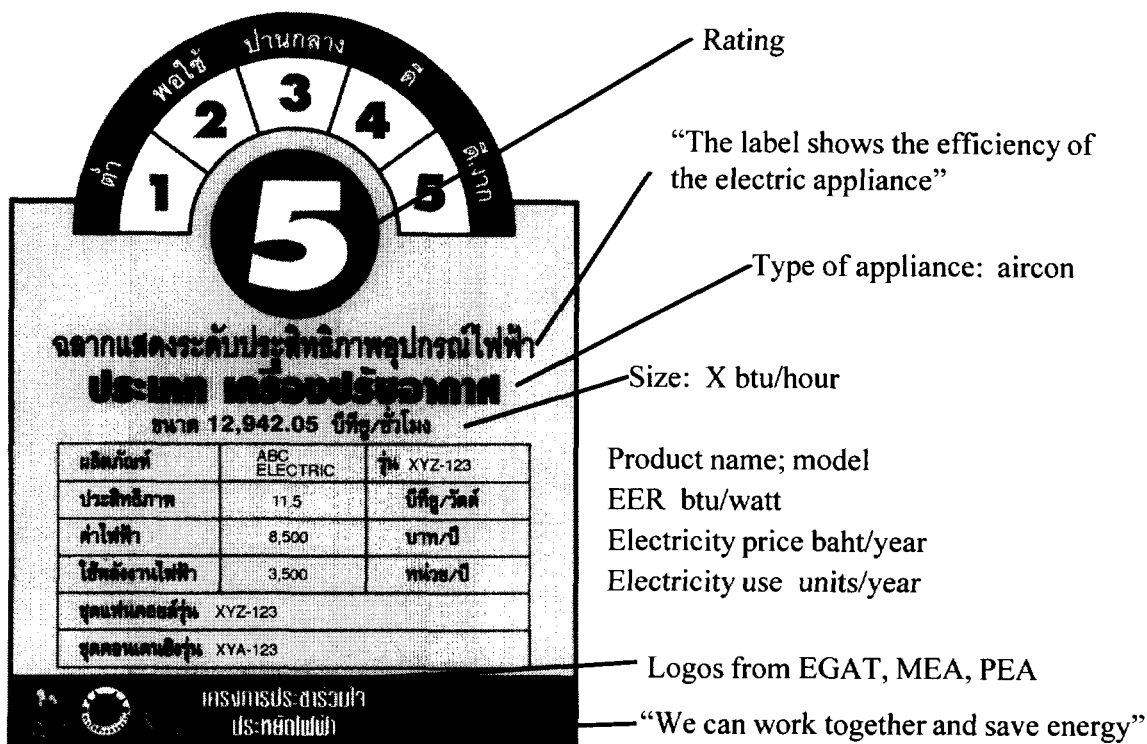 ต่ำ พอใช้ ปานกลาง ดี ดีมาก
1 2 3 4 5
5
ฉลากแสดงระดับประสิทธิภาพอุปกรณ์ไฟฟ้า
ประเภท เครื่องปรับอากาศ
ขนาด 12,942.05 บีทียู/ชั่วโมง
ผลิตภัณฑ์ ABC ELECTRIC รุ่น XYZ-123
ประสิทธิภาพ 11.5 บีทียู/วัตต์
ค่าไฟฟ้า 8,500 บาท/ปี
ใช้พลังงานไฟฟ้า 3,500 หน่วย/ปี
ชุดแฟนคอยล์รุ่น XYZ-123
ชุดคอนเดนซิ่งรุ่น XYA-123
โครงการประชาร่วมใจ
ประหยัดไฟฟ้า
Rating
“The label shows the efficiency of
the electric appliance”
Type of appliance: aircon
Size: X btu/hour
Product name; model
EER btu/watt
Electricity price baht/year
Electricity use units/year
Logos from EGAT, MEA, PEA
“We can work together and save energy”